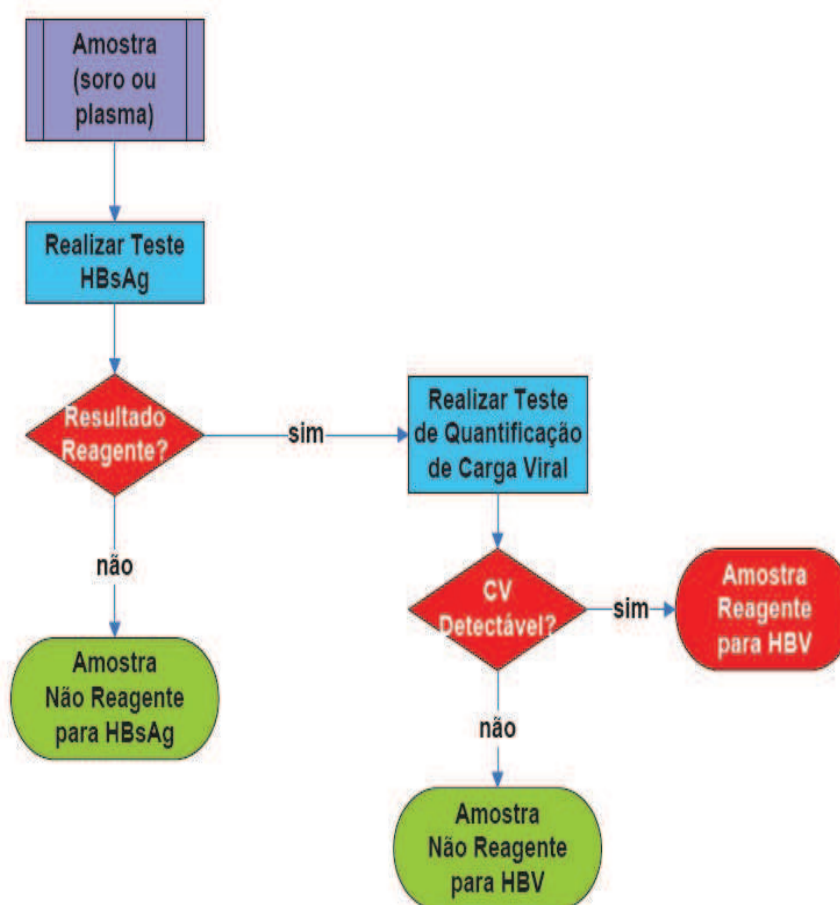 Amostra
(soro ou
plasma)
Realizar Teste
HBsAg
Resultado
Reagente?
sim
Realizar Teste
de Quantificação
de Carga Viral
não
CV
Detectável?
sim
Amostra
Reagente
para HBV
Amostra
Não Reagente
para HBsAg
não
Amostra
Não Reagente
para HBV